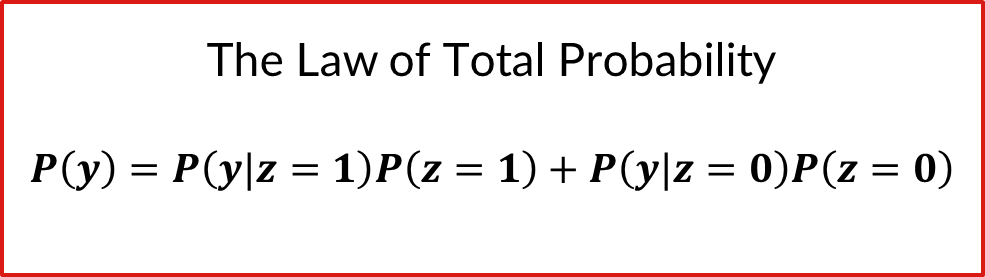 The Law of Total Probability
P(y) = P(y|z = 1)P(z = 1) + P(y|z = 0)P(z = 0)